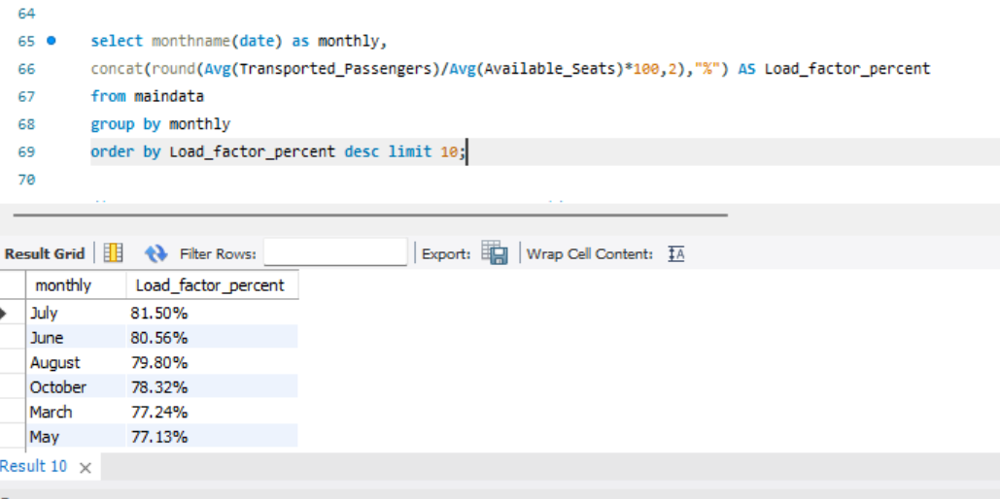 64
65 select monthname(date) as monthly,
66 concat(round(Avg(Transported_Passengers)/Avg(Available_Seats)*100,2),"%") AS Load_factor_percent
67 from maindata
68 group by monthly
69 order by Load_factor_percent desc limit 10;
70
Result Grid Filter Rows: Export: Wrap Cell Content: IA
monthly Load_factor_percent
July 81.50%
June 80.56%
August 79.80%
October 78.32%
March 77.24%
May 77.13%
Result 10 ×